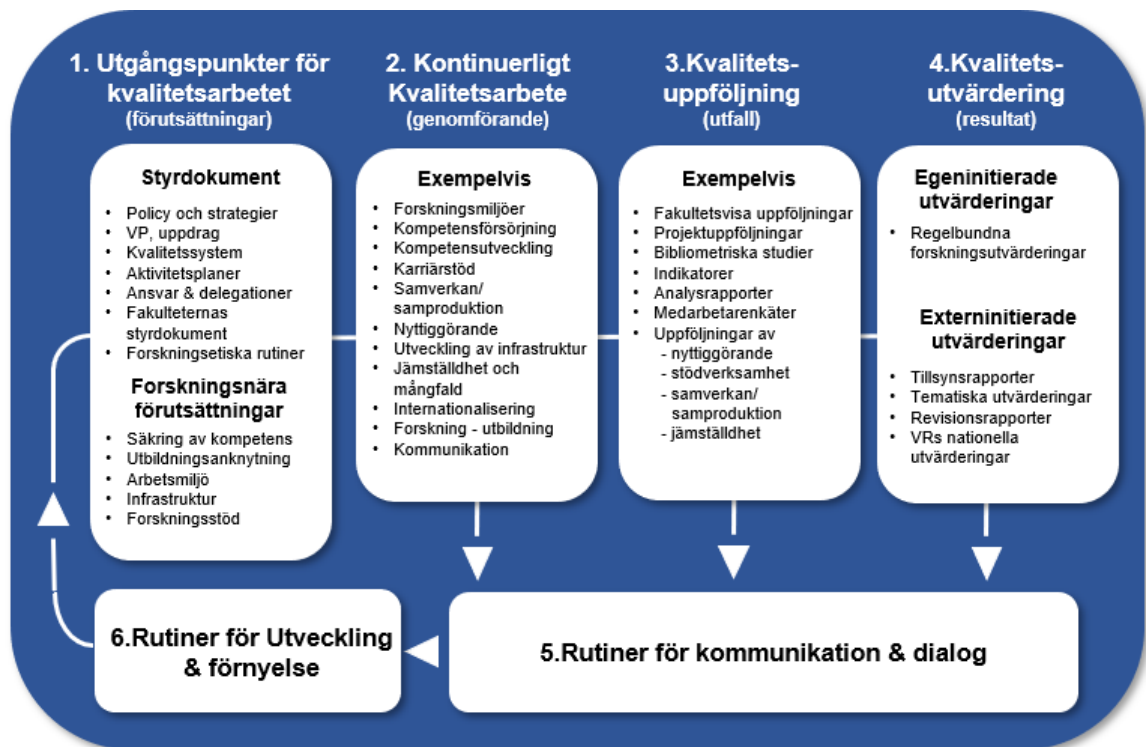 1. Utgångspunkter för
kvalitetsarbetet
(förutsättningar)
Styrdokument
• Policy och strategier
• VP, uppdrag
• Kvalitetssystem
• Aktivitetsplaner
• Ansvar & delegationer
• Fakulteternas
styrdokument
• Forskningsetiska rutiner
Forskningsnära
förutsättningar
• Säkring av kompetens
• Utbildningsanknytning
• Arbetsmiljö
• Infrastruktur
• Forskningsstöd
2. Kontinuerligt
Kvalitetsarbete
(genomförande)
Exempelvis
• Forskningsmiljöer
• Kompetensförsörjning
• Kompetensutveckling
• Karriärstöd
• Samverkan/
samproduktion
• Nyttiggörande
• Utveckling av infrastruktur
• Jämställdhet och
mångfald
• Internationalisering
• Forskning - utbildning
• Kommunikation
3.Kvalitets-
uppföljning
(utfall)
Exempelvis
• Fakultetsvisa uppföljningar
• Projektuppföljningar
• Bibliometriska studier
• Indikatorer
• Analysrapporter
• Medarbetarenkäter
• Uppföljningar av
- nyttiggörande
- stödverksamhet
- samverkan/
samproduktion
- jämställdhet
4.Kvalitets-
utvärdering
(resultat)
Egeninitierade
utvärderingar
• Regelbundna
forskningsutvärderingar
Externinitierade
utvärderingar
• Tillsynsrapporter
• Tematiska utvärderingar
• Revisionsrapporter
• VRs nationella
utvärderingar
5.Rutiner för kommunikation & dialog
6.Rutiner för Utveckling
& förnyelse